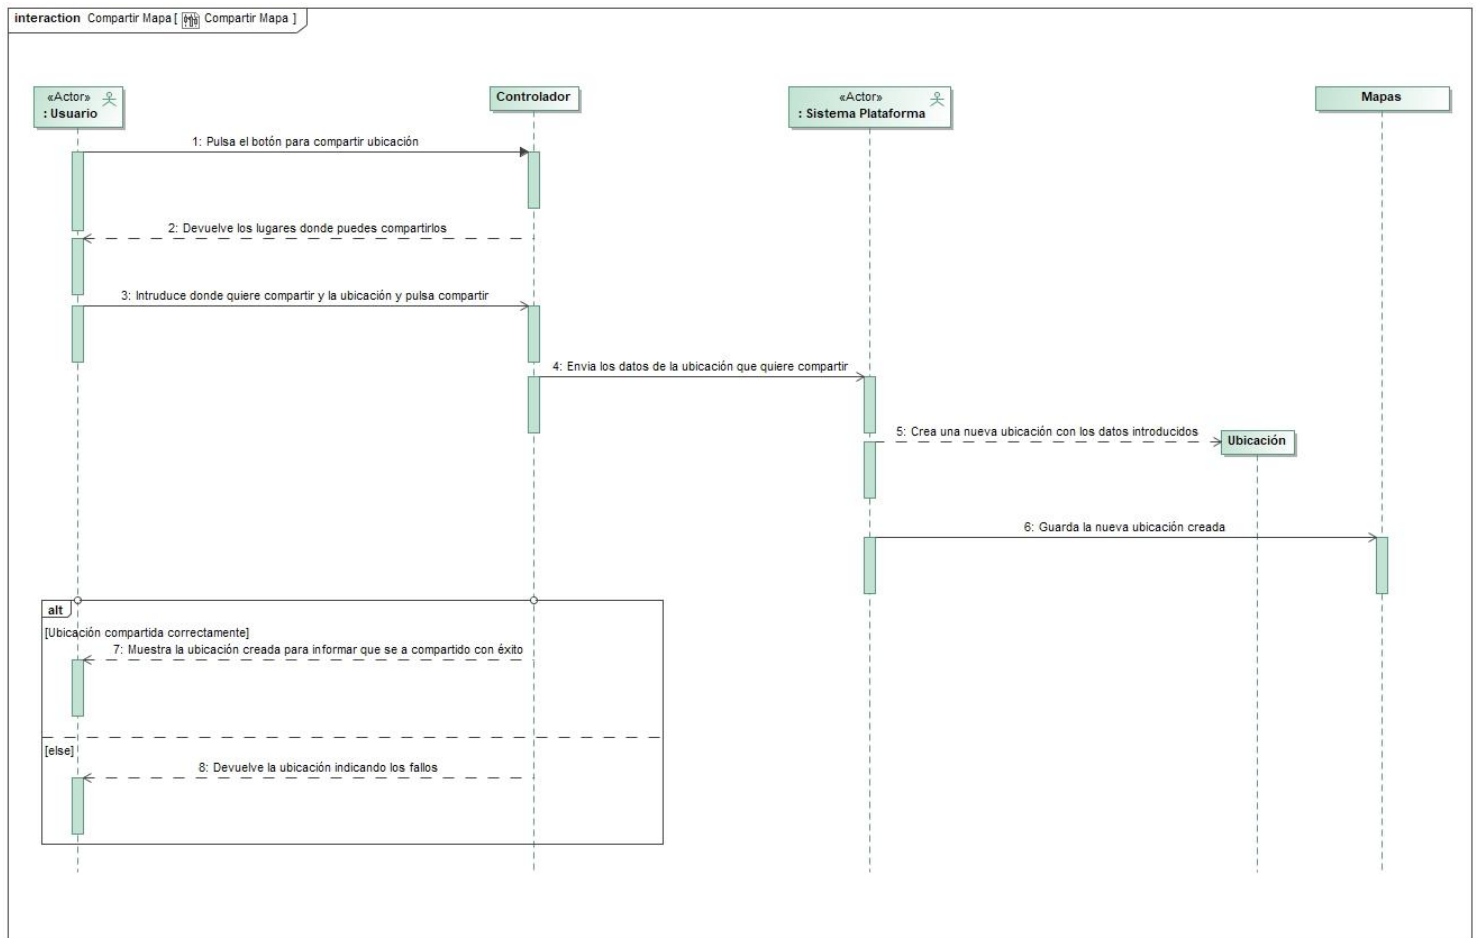 interaction Compartir Mapa [ Compartir Mapa ]
«Actor»
: Usuario
Controlador
«Actor»
: Sistema Plataforma
Mapas
1: Pulsa el botón para compartir ubicación
2: Devuelve los lugares donde puedes compartirlos
3: Intruduce donde quiere compartir y la ubicación y pulsa compartir
4: Envia los datos de la ubicación que quiere compartir
5: Crea una nueva ubicación con los datos introducidos
Ubicación
6: Guarda la nueva ubicación creada
alt
[Ubicación compartida correctamente]
7: Muestra la ubicación creada para informar que se a compartido con éxito
[else]
8: Devuelve la ubicación indicando los fallos